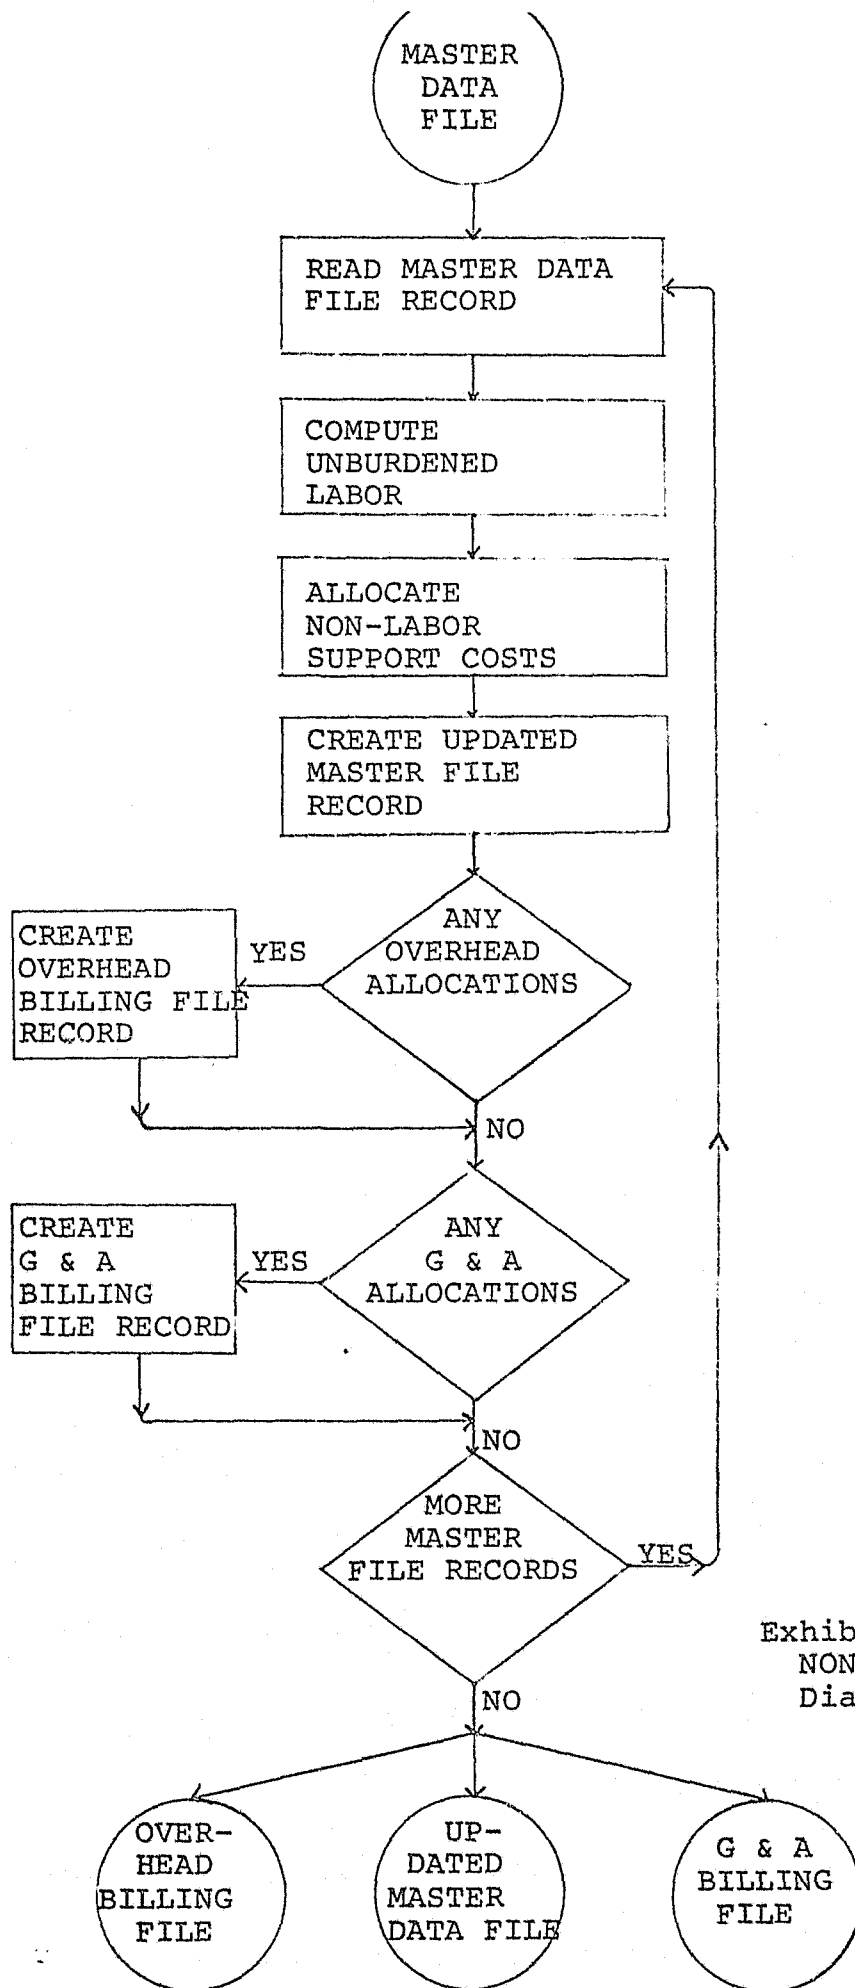 MASTER
DATA
FILE
READ MASTER DATA
FILE RECORD
COMPUTE
UNBURDENED
LABOR
ALLOCATE
NON-LABOR
SUPPORT COSTS
CREATE UPDATED
MASTER FILE
RECORD
ANY
OVERHEAD
ALLOCATIONS
YES
CREATE
OVERHEAD
BILLING FILE
RECORD
NO
ANY
G & A
ALLOCATIONS
YES
CREATE
G & A
BILLING
FILE RECORD
NO
MORE
MASTER
FILE RECORDS
YES
Exhib
NON
Dia
NO
OVER-
HEAD
BILLING
FILE
UP-
DATED
MASTER
DATA FILE
G & A
BILLING
FILE